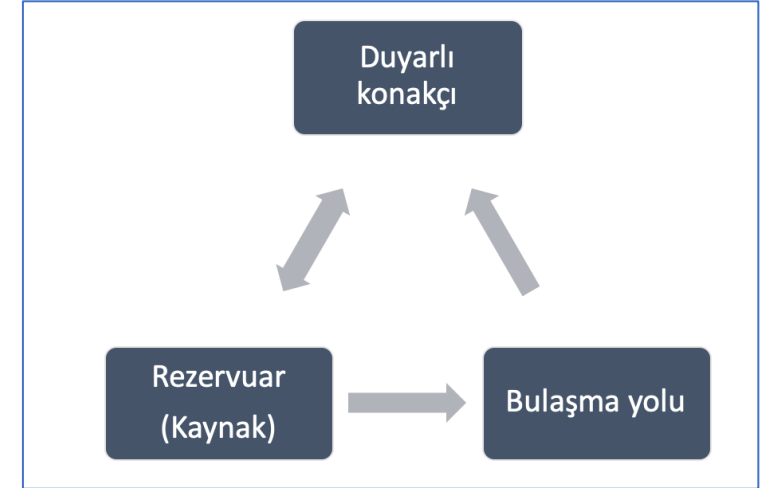 Duyarlı
konakçı
Rezervuar
(Kaynak)
Bulaşma yolu